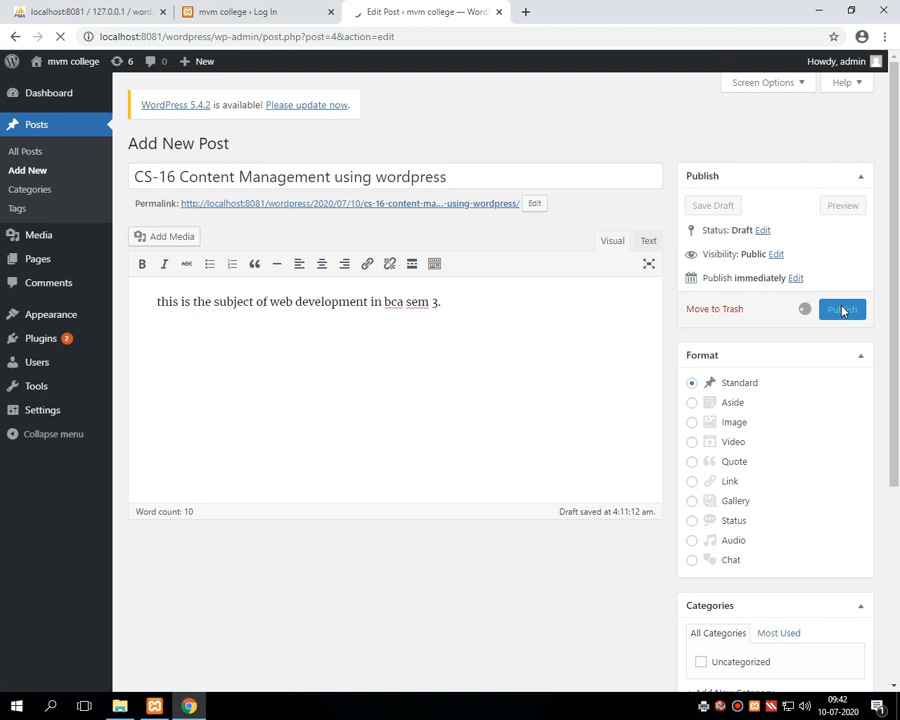 localhost:8081 / 127.0.0.1 / word
mvm college ‹ Log In
Edit Post ‹ mvm college — WordP
localhost:8081/wordpress/wp-admin/post.php?post=4&action=edit
mvm college
6
0
New
Howdy, admin
Dashboard
Posts
All Posts
Add New
Categories
Tags
Media
Pages
Comments
Appearance
Plugins 2
Users
Tools
Settings
Collapse menu
Screen Options
Help
WordPress 5.4.2 is available! Please update now.
Add New Post
CS-16 Content Management using wordpress
Permalink: http://localhost:8081/wordpress/2020/07/10/cs-16-content-ma...-using-wordpress/ Edit
Add Media
Visual
Text
B I ABC
this is the subject of web development in bca sem 3.
Word count: 10
Draft saved at 4:11:12 am.
Publish
Save Draft
Preview
Status: Draft Edit
Visibility: Public Edit
Publish immediately Edit
Move to Trash
Publish
Format
Standard
Aside
Image
Video
Quote
Link
Gallery
Status
Audio
Chat
Categories
All Categories
Most Used
Uncategorized
+ Add New Category
09:42
10-07-2020
1